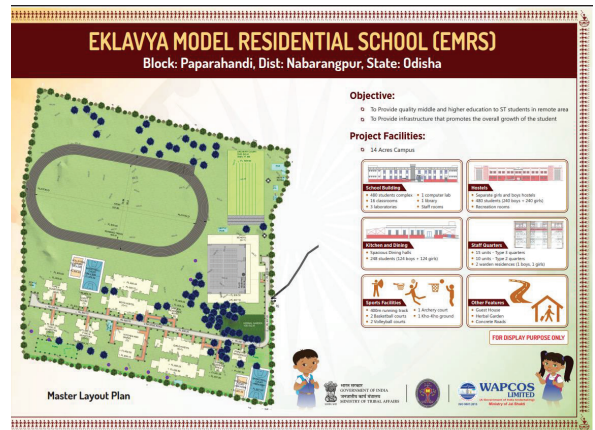 EKLAVYA MODEL RESIDENTIAL SCHOOL (EMRS)
Block: Paparahandi, Dist: Nabarangpur, State: Odisha
Objective:
To Provide quality middle and higher education to ST students in remote area
To Provide infrastructure that promotes the overall growth of the student
Project Facilities:
14 Acres Campus
School Building
480 students complex
16 classrooms
3 laboratories
1 computer lab
1 library
Staff rooms
Hostels
Separate girls and boys hostels
480 students (240 boys + 240 girls)
Recreation rooms
Kitchen and Dining
Spacious Dining halls
248 students (124 boys + 124 girls)
Staff Quarters
10 units - Type 2 quarters
2 warden residences (1 boys, 1 girls)
Sports Facilities
400m running track
2 Basketball courts
2 Volleyball courts
1 Archery court
1 Kho-Kho ground
Other Features
Guest House
Herbal Garden
Concrete Roads
FOR DISPLAY PURPOSE ONLY
Master Layout Plan
भारत सरकार
GOVERNMENT OF INDIA
जनजातीय कार्य मंत्रालय
MINISTRY OF TRIBAL AFFAIRS
WAPCOS
LIMITED
Ministry of Jal Shakti